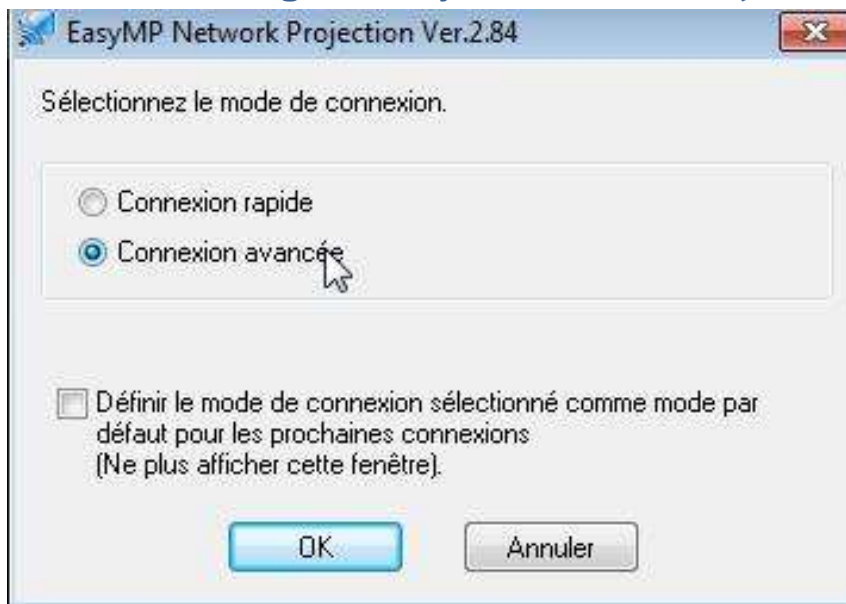 EasyMP Network Projection Ver.2.84
Sélectionnez le mode de connexion.
Connexion rapide
Connexion avancée
Définir le mode de connexion sélectionné comme mode par
défaut pour les prochaines connexions
(Ne plus afficher cette fenêtre).
OK
Annuler